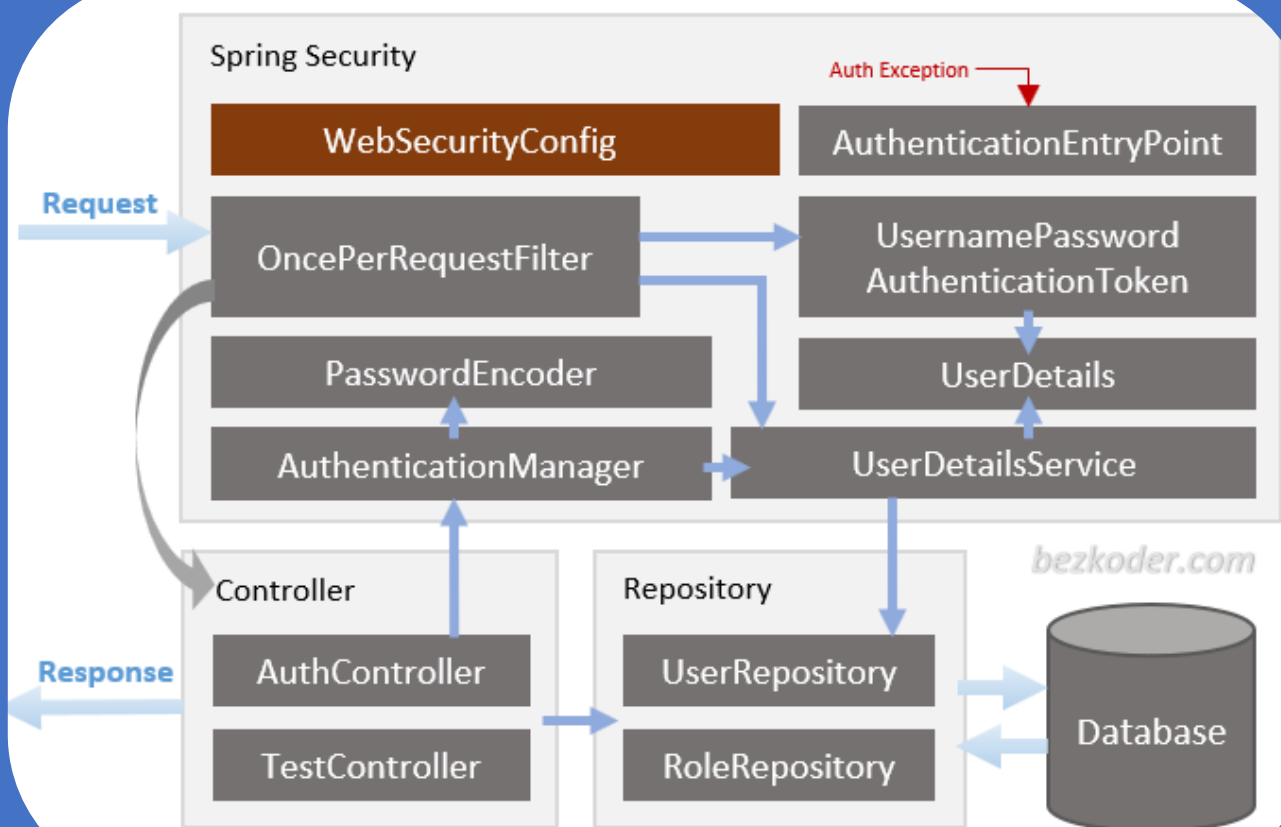 Spring Security
Auth Exception
WebSecurityConfig
AuthenticationEntryPoint
Request
OncePerRequestFilter
UsernamePassword
AuthenticationToken
PasswordEncoder
UserDetails
AuthenticationManager
UserDetailsService
bezkoder.com
Controller
Repository
Response
AuthController
UserRepository
Database
TestController
RoleRepository